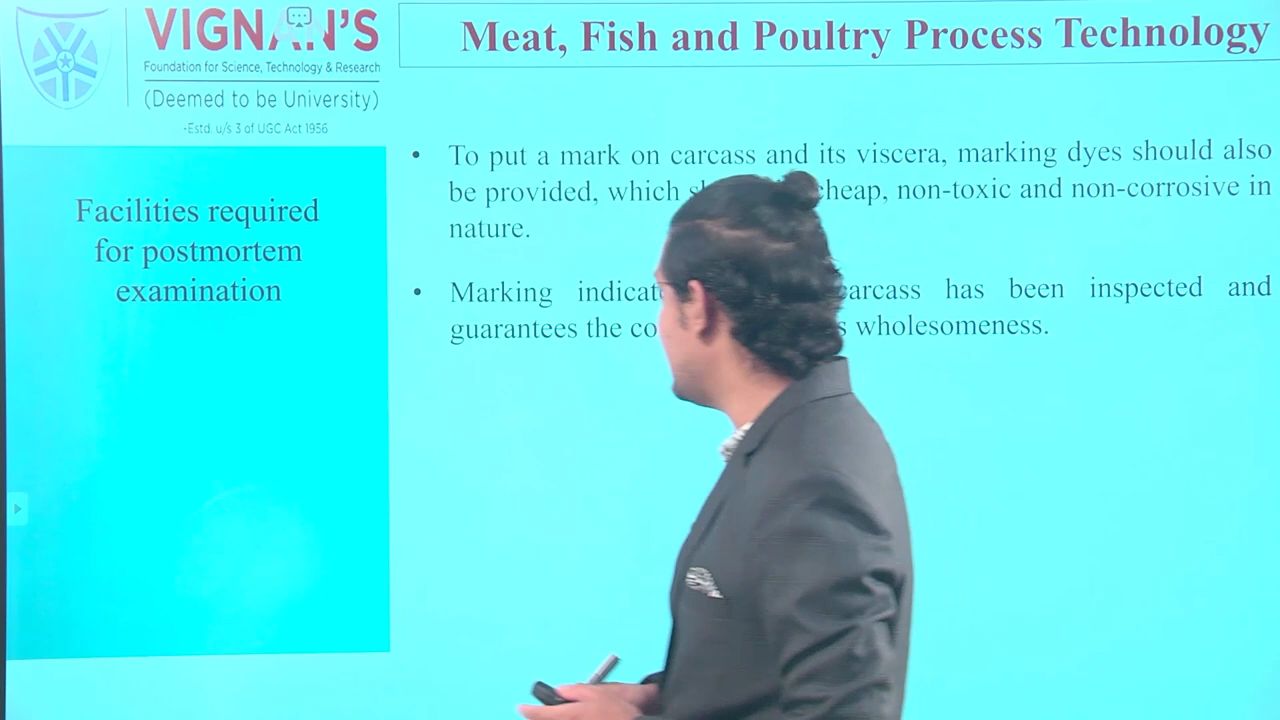 VIGNAN'S
Foundation for Science, Technology & Research
(Deemed to be University)
-Estd. u/s 3 of UGC Act 1956
Meat, Fish and Poultry Process Technology
Facilities required
for postmortem
examination
• To put a mark on carcass and its viscera, marking dyes should also
be provided, which cheap, non-toxic and non-corrosive in
nature.
• Marking carcass has been inspected and
guarantees the wholesomeness.